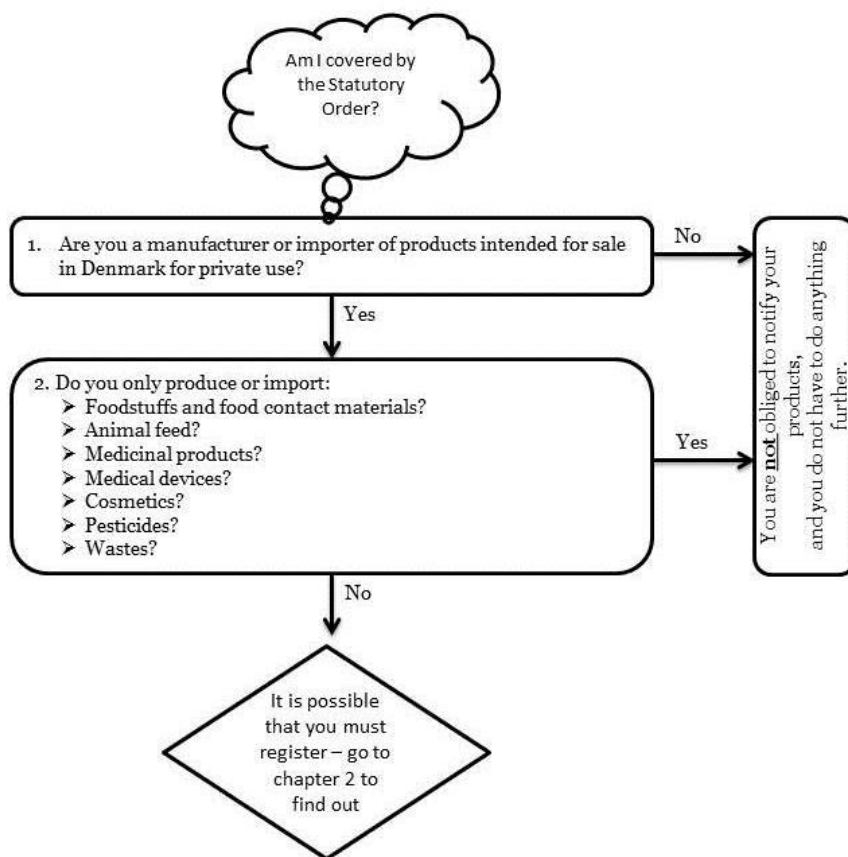 Am I covered by
the Statutory
Order?
1. Are you a manufacturer or importer of products intended for sale
in Denmark for private use?
No
Yes
2. Do you only produce or import:
➢ Foodstuffs and food contact materials?
➢ Animal feed?
➢ Medicinal products?
➢ Medical devices?
➢ Cosmetics?
➢ Pesticides?
➢ Wastes?
Yes
You are not obliged to notify your
products,
and you do not have to do anything
further.
No
It is possible
that you must
register – go to
chapter 2 to
find out